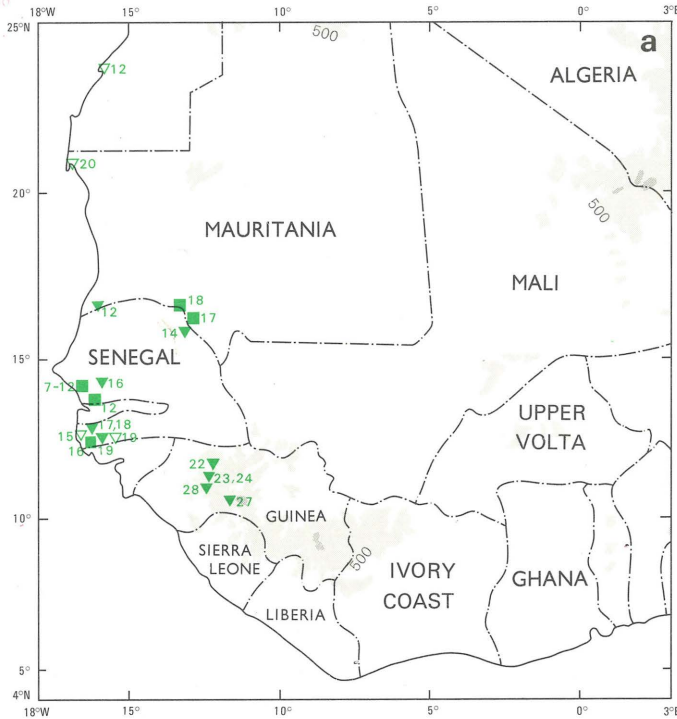 18°W 15° 10° 5° 0° 3°E
25°N
500
a
12
ALGERIA
20
20°
500
MAURITANIA
MALI
18
12
17
14
15°
SENEGAL
7-12
16
12
UPPER
VOLTA
17,18
15
19
16
19
22
23,24
28
27
10°
GUINEA
SIERRA
LEONE
500
IVORY
COAST
GHANA
LIBERIA
5°
4°N
18°W 15° 10° 5° 0° 3°E